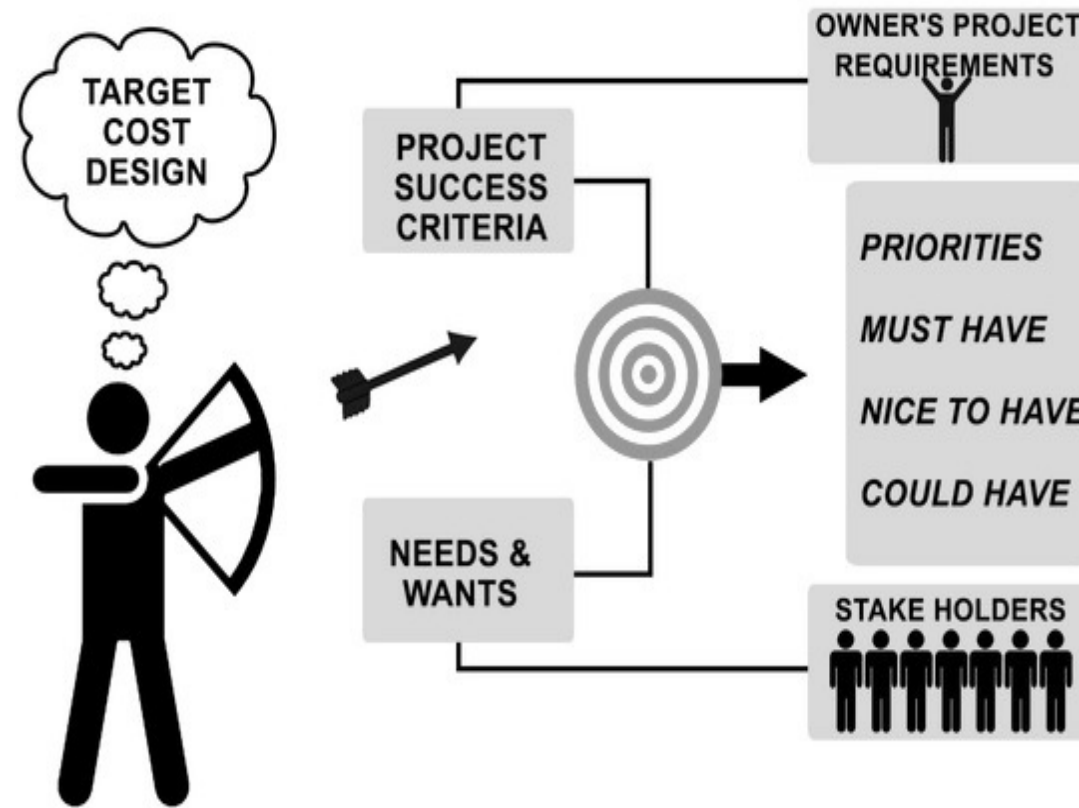 TARGET
COST
DESIGN
PROJECT
SUCCESS
CRITERIA
NEEDS &
WANTS
OWNER'S PROJECT
REQUIREMENTS
PRIORITIES
MUST HAVE
NICE TO HAVE
COULD HAVE
STAKE HOLDERS